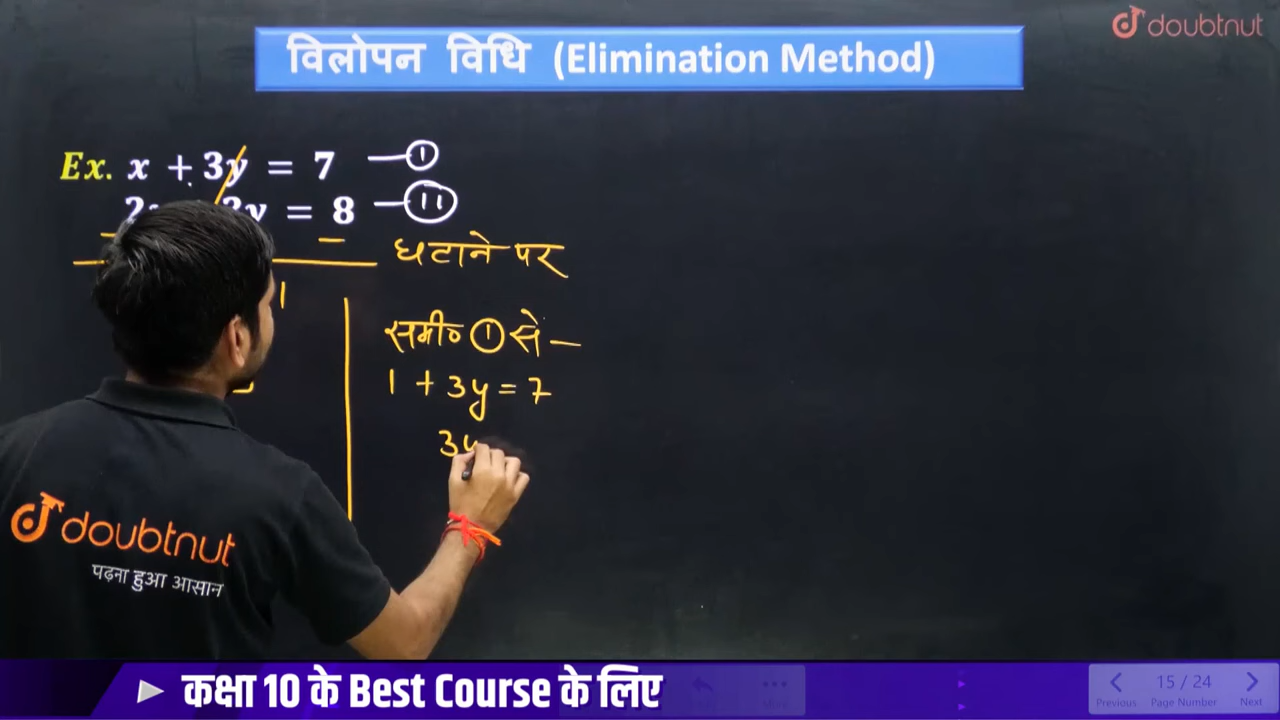 doubtnut
विलोपन विधि (Elimination Method)
Ex. x + 3y = 7 —①
= 8 —(11)
घटाने पर
समी० ① से —
1 + 3y = 7
3y
doubtnut
पढ़ना हुआ आसान
कक्षा 10 के Best Course के लिए
15 / 24
Previous Page Number Next